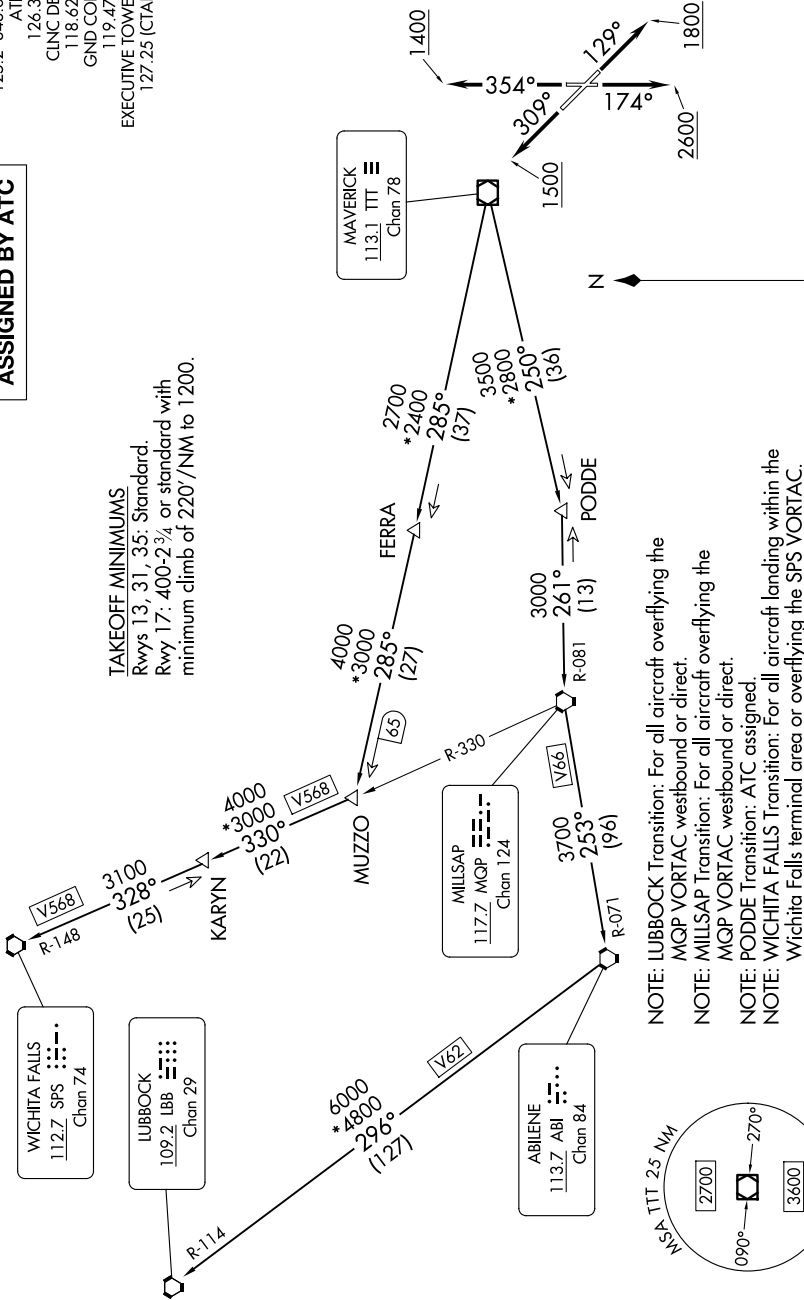 ASSIGNED BY ATC
126.3
CLNC DE
118.62
GND CO
119.47
EXECUTIVE TOWE
127.25 (CTA
TAKEOFF MINIMUMS
Rwys 13, 31, 35: Standard.
Rwy 17: 400-2¾ or standard with
minimum climb of 220'/NM to 1200.
WICHITA FALLS
112.7 SPS
Chan 74
R-148
V568
3100
328°
(25)
KARYN
4000
*3000
330°
(22)
V568
MUZZO
65
4000
*3000
285°
(27)
FERRA
2700
*2400
285°
(37)
MAVERICK
113.1 TTT
Chan 78
1400
354°
309°
1500
129°
1800
174°
2600
N
3500
*2800
250°
(36)
PODDE
3000
261°
(13)
R-081
R-330
MILLSAP
117.7 MQP
Chan 124
V66
3700
253°
(96)
R-071
ABILENE
113.7 ABI
Chan 84
V62
6000
*4800
296°
(127)
R-114
LUBBOCK
109.2 LBB
Chan 29
MSA TTT 25 NM
2700
090°
270°
3600
NOTE: LUBBOCK Transition: For all aircraft overflying the
MQP VORTAC westbound or direct.
NOTE: MILLSAP Transition: For all aircraft overflying the
MQP VORTAC westbound or direct.
NOTE: PODDE Transition: ATC assigned.
NOTE: WICHITA FALLS Transition: For all aircraft landing within the
Wichita Falls terminal area or overflying the SPS VORTAC.